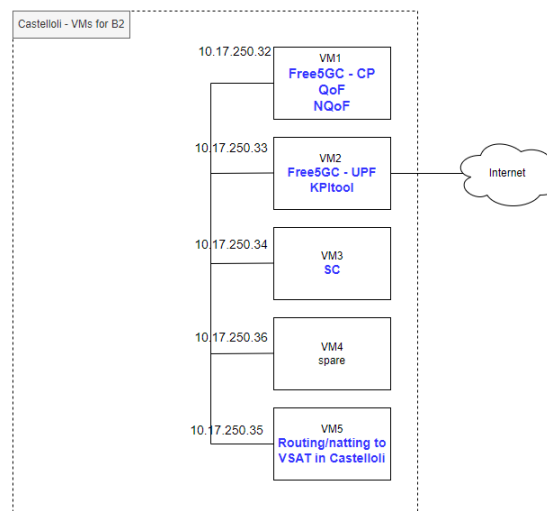 Castelloli - VMs for B2
10.17.250.32
VM1
Free5GC - CP
QoF
NQoF
10.17.250.33
VM2
Free5GC - UPF
KPItool
Internet
10.17.250.34
VM3
SC
10.17.250.36
VM4
spare
10.17.250.35
VM5
Routing/natting to
VSAT in Castelloli